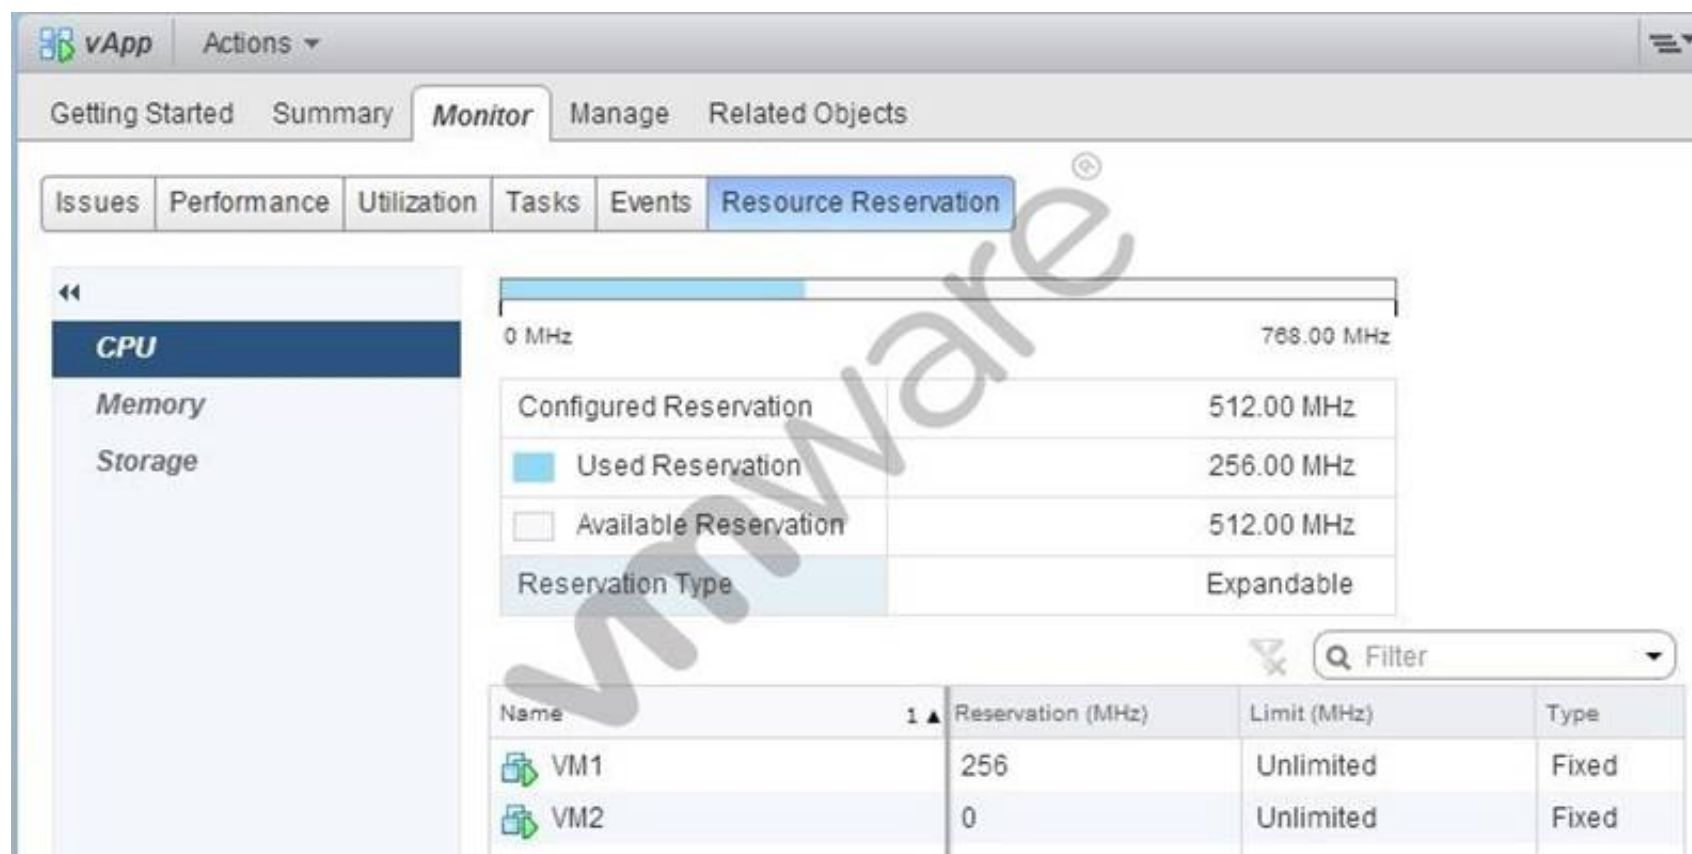 vApp Actions
Getting Started Summary Monitor Manage Related Objects
Issues Performance Utilization Tasks Events Resource Reservation
0 MHz 768.00 MHz
CPU
Memory
Storage
Configured Reservation 512.00 MHz
Used Reservation 256.00 MHz
Available Reservation 512.00 MHz
Reservation Type Expandable
Filter
Name 1 Reservation (MHz) Limit (MHz) Type
VM1 256 Unlimited Fixed
VM2 0 Unlimited Fixed
vmware®